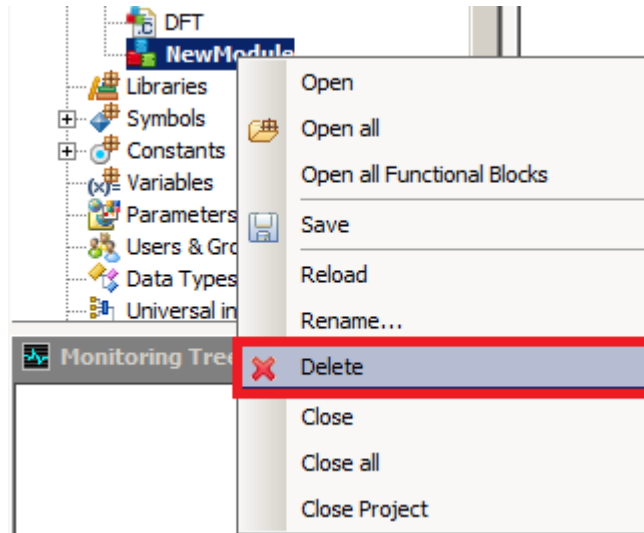 DFT
NewModule
Libraries
Symbols
Constants
Variables
Parameters
Users & Gro
Data Types
Universal in
Monitoring Tree
Open
Open all
Open all Functional Blocks
Save
Reload
Rename...
Delete
Close
Close all
Close Project